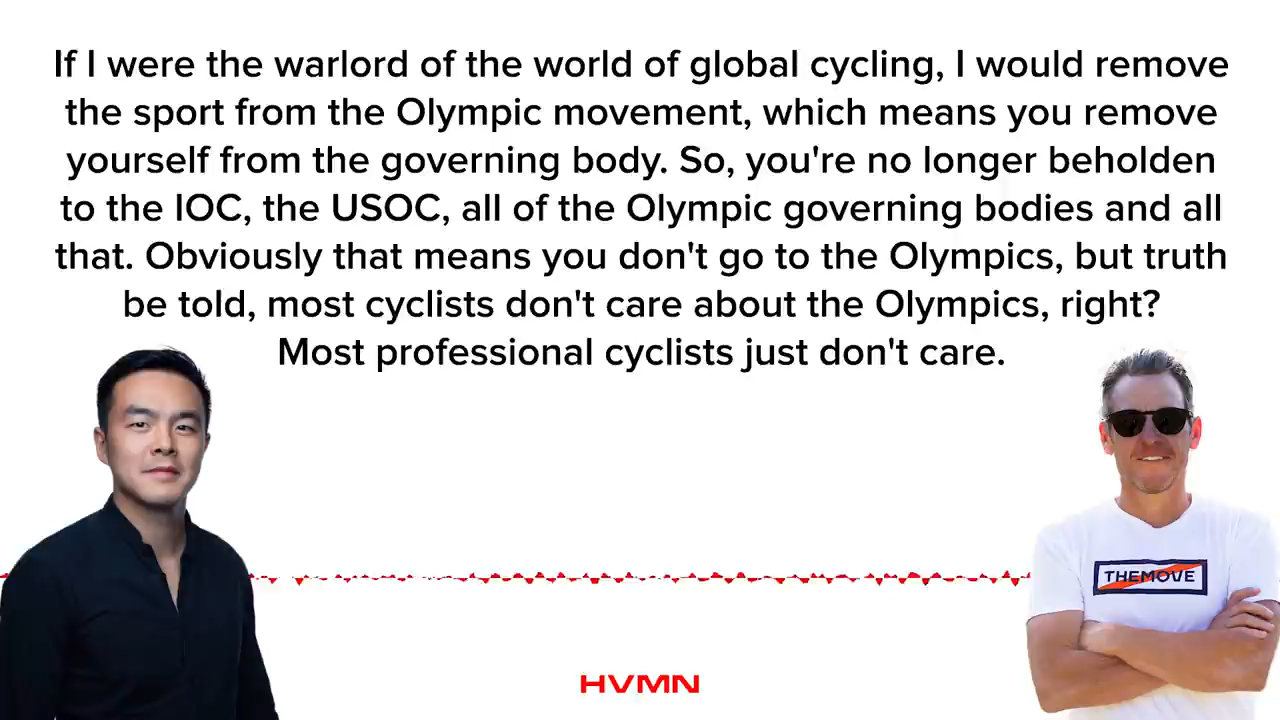 If I were the warlord of the world of global cycling, I would remove
the sport from the Olympic movement, which means you remove
yourself from the governing body. So, you're no longer beholden
to the IOC, the USOC, all of the Olympic governing bodies and all
that. Obviously that means you don't go to the Olympics, but truth
be told, most cyclists don't care about the Olympics, right?
Most professional cyclists just don't care.
THEMOVE
HVMN